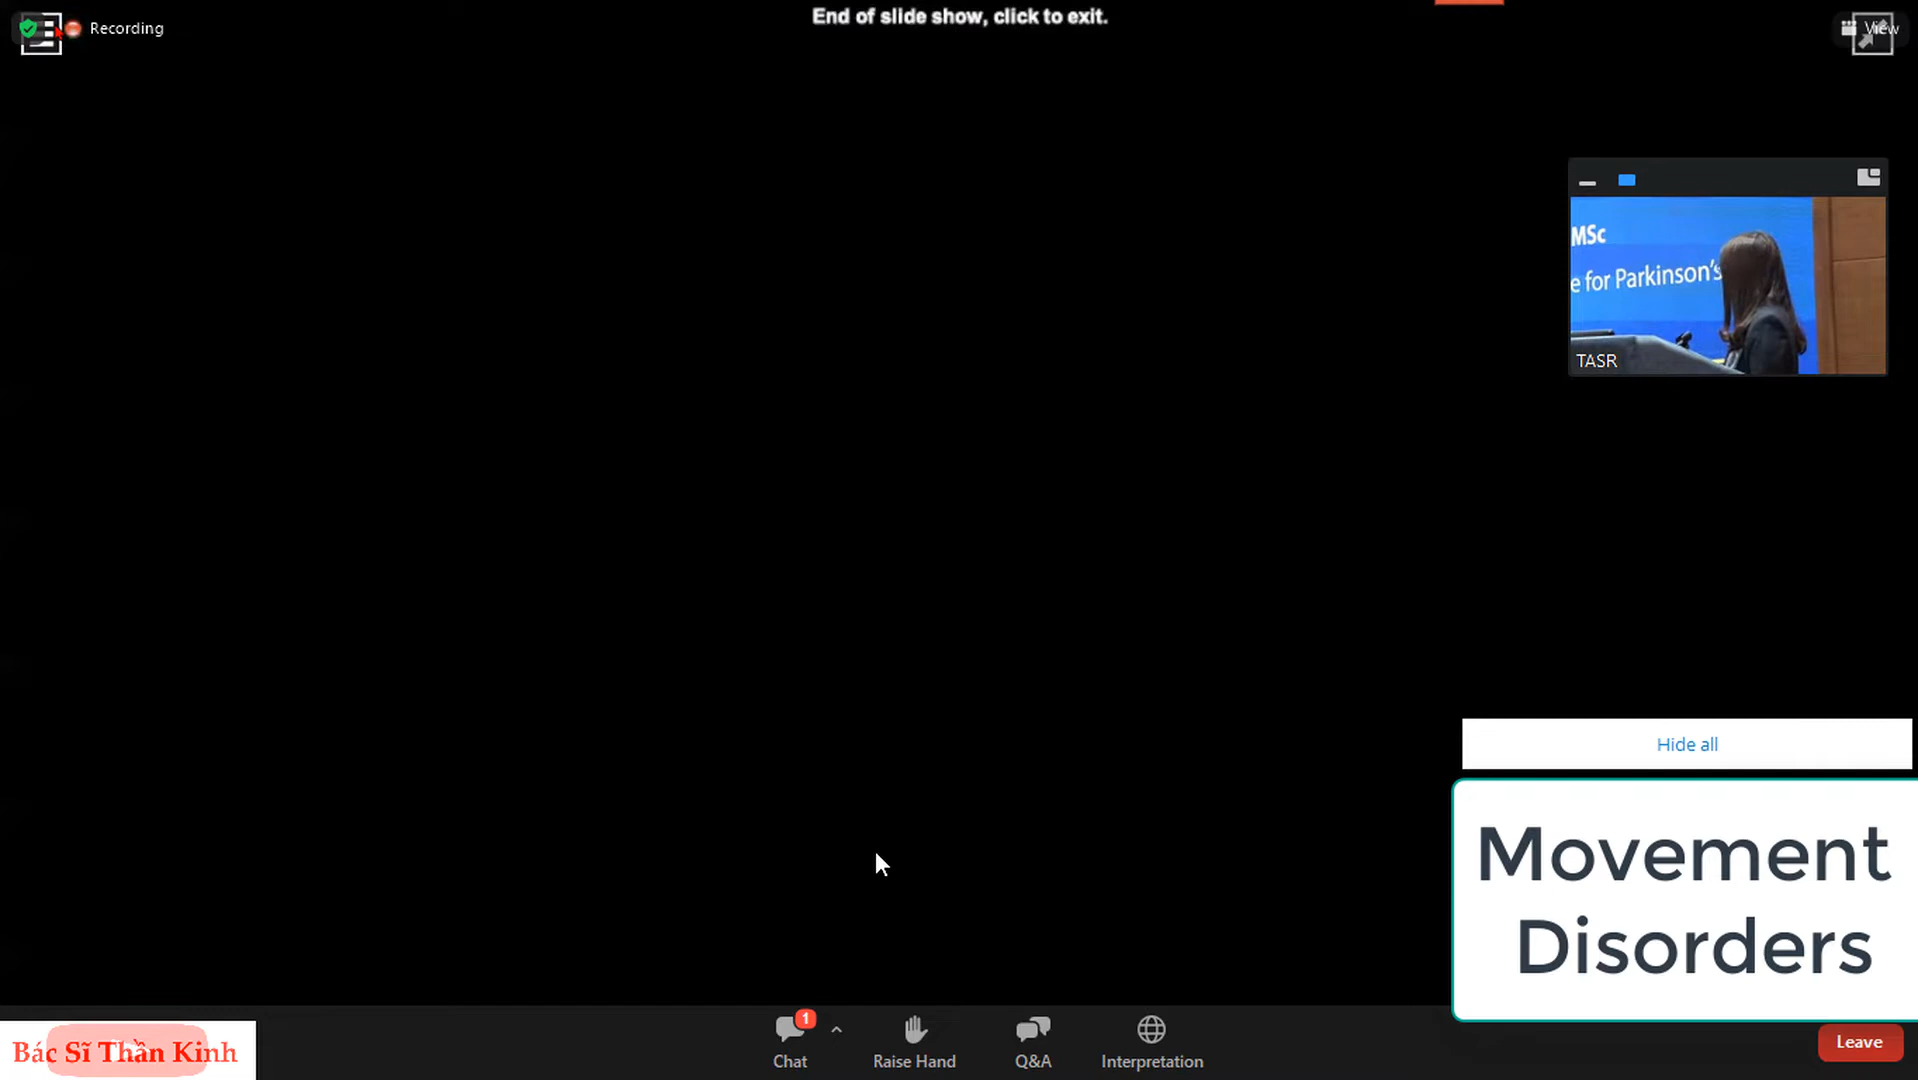 End of slide show, click to exit.
Recording
View
MSc
e for Parkinson's
TASR
Hide all
Movement
Disorders
1
Chat
Raise Hand
Q&A
Interpretation
Leave
Bác Sĩ Thần Kinh